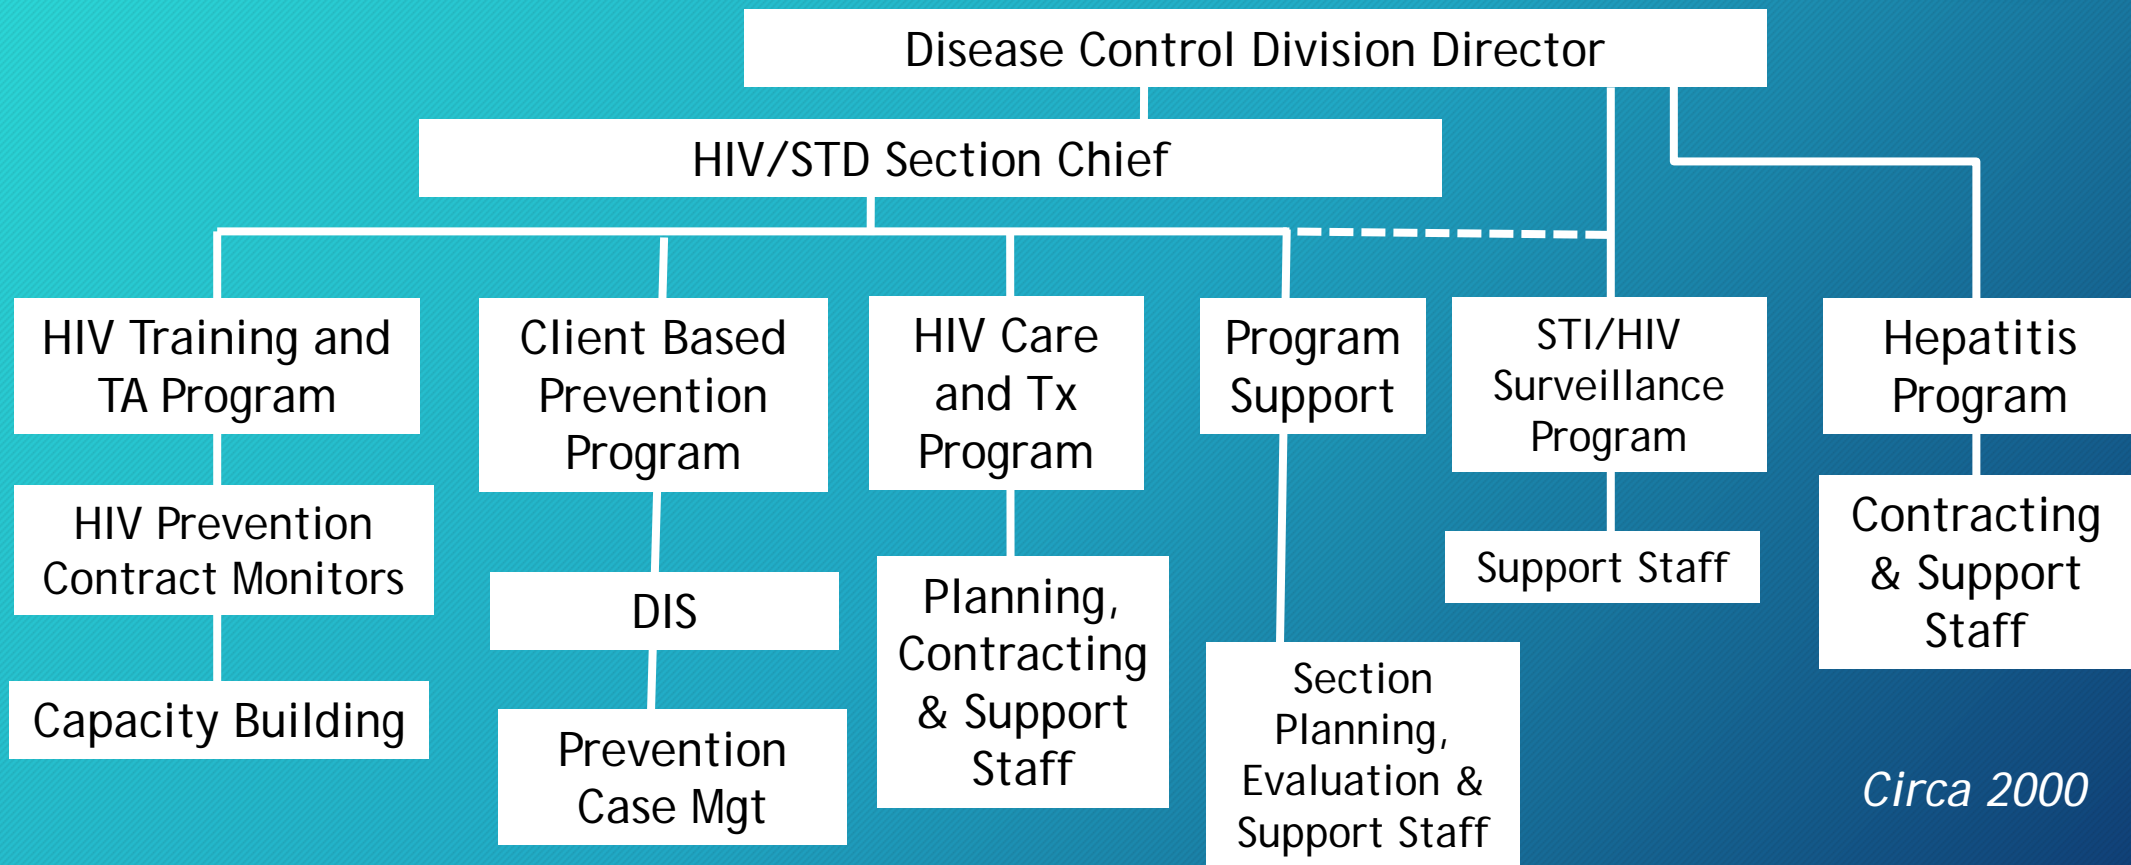 Disease Control Division Director
HIV/STD Section Chief
HIV Training and
TA Program
Client Based
Prevention
Program
HIV Care
and Tx
Program
Program
Support
STI/HIV
Surveillance
Program
Hepatitis
Program
HIV Prevention
Contract Monitors
DIS
Planning,
Contracting
& Support
Staff
Support Staff
Contracting
& Support
Staff
Capacity Building
Prevention
Case Mgt
Section
Planning,
Evaluation &
Support Staff
Circa 2000